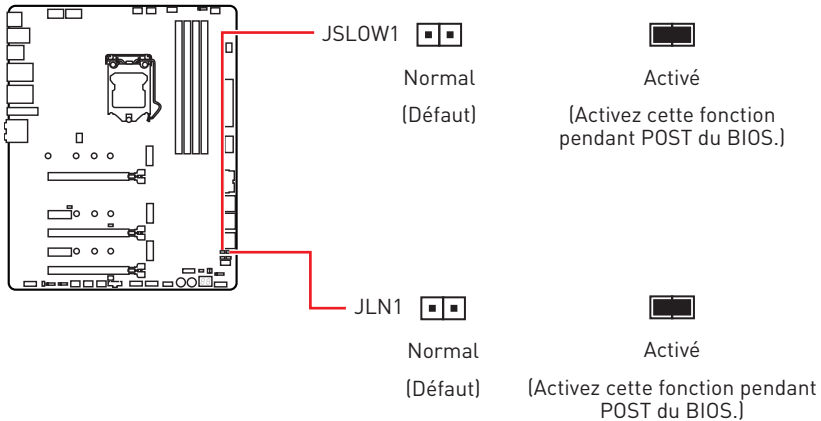 JSLOW1
Normal
(Défaut)
Activé
(Activez cette fonction
pendant POST du BIOS.)
JLN1
Normal
(Défaut)
Activé
(Activez cette fonction pendant
POST du BIOS.)